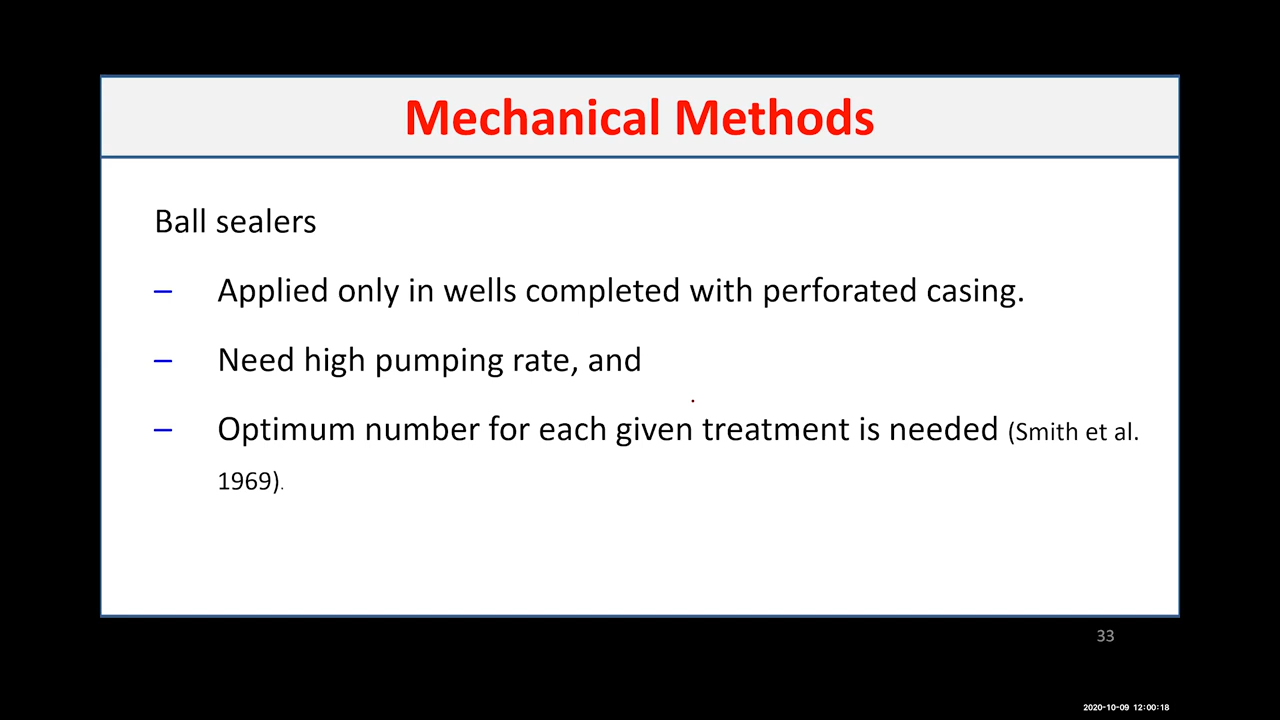 Mechanical Methods
Ball sealers
– Applied only in wells completed with perforated casing.
– Need high pumping rate, and
– Optimum number for each given treatment is needed (Smith et al.
1969).
33
2020-10-09 12:00:18